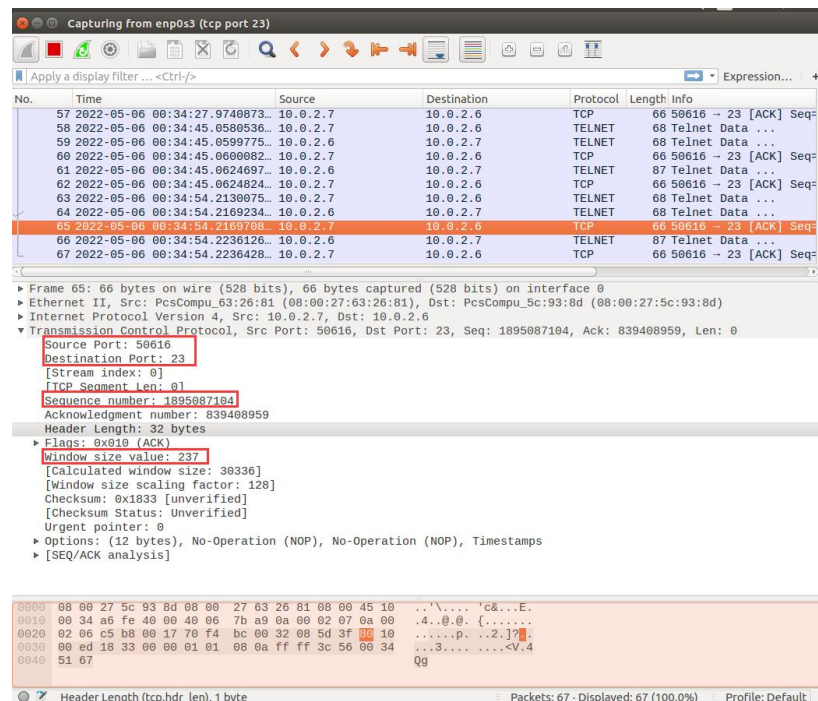 Capturing from enp0s3 (tcp port 23)
Apply a display filter ... <Ctrl-/> Expression... +
No. Time Source Destination Protocol Length Info
57 2022-05-06 00:34:27.9740873… 10.0.2.7 10.0.2.6 TCP 66 50616 → 23 [ACK] Seq=
58 2022-05-06 00:34:45.0580536… 10.0.2.7 10.0.2.6 TELNET 68 Telnet Data ...
59 2022-05-06 00:34:45.0599775… 10.0.2.6 10.0.2.7 TELNET 68 Telnet Data ...
60 2022-05-06 00:34:45.0600082… 10.0.2.7 10.0.2.6 TCP 66 50616 → 23 [ACK] Seq=
61 2022-05-06 00:34:45.0624697… 10.0.2.6 10.0.2.7 TELNET 87 Telnet Data ...
62 2022-05-06 00:34:45.0624824… 10.0.2.7 10.0.2.6 TCP 66 50616 → 23 [ACK] Seq=
63 2022-05-06 00:34:54.2130075… 10.0.2.7 10.0.2.6 TELNET 68 Telnet Data ...
64 2022-05-06 00:34:54.2169234… 10.0.2.6 10.0.2.7 TELNET 68 Telnet Data ...
65 2022-05-06 00:34:54.2169708… 10.0.2.7 10.0.2.6 TCP 66 50616 → 23 [ACK] Seq=
66 2022-05-06 00:34:54.2236126… 10.0.2.6 10.0.2.7 TELNET 87 Telnet Data ...
67 2022-05-06 00:34:54.2236428… 10.0.2.7 10.0.2.6 TCP 66 50616 → 23 [ACK] Seq=
Frame 65: 66 bytes on wire (528 bits), 66 bytes captured (528 bits) on interface 0
Ethernet II, Src: PcsCompu_63:26:81 (08:00:27:63:26:81), Dst: PcsCompu_5c:93:8d (08:00:27:5c:93:8d)
Internet Protocol Version 4, Src: 10.0.2.7, Dst: 10.0.2.6
Transmission Control Protocol, Src Port: 50616, Dst Port: 23, Seq: 1895087104, Ack: 839408959, Len: 0
Source Port: 50616
Destination Port: 23
[Stream index: 0]
[TCP Segment Len: 0]
Sequence number: 1895087104
Acknowledgment number: 839408959
Header Length: 32 bytes
Flags: 0x010 (ACK)
Window size value: 237
[Calculated window size: 30336]
[Window size scaling factor: 128]
Checksum: 0x1833 [unverified]
[Checksum Status: Unverified]
Urgent pointer: 0
Options: (12 bytes), No-Operation (NOP), No-Operation (NOP), Timestamps
[SEQ/ACK analysis]
0000 08 00 27 5c 93 8d 08 00 27 63 26 81 08 00 45 10 ..'\.... 'c&...E.
0010 00 34 a6 fe 40 00 40 06 7b a9 0a 00 02 07 0a 00 .4..@.@. {.......
0020 02 06 c5 b8 00 17 70 f4 bc 00 32 08 5d 3f 80 10 ......p. ..2.]?..
0030 00 ed 18 33 00 00 01 01 08 0a ff ff 3c 56 00 34 ...3.... ....<V.4
0040 51 67 Qg
Header Length (tcp.hdr_len), 1 byte Packets: 67 · Displayed: 67 (100.0%) Profile: Default